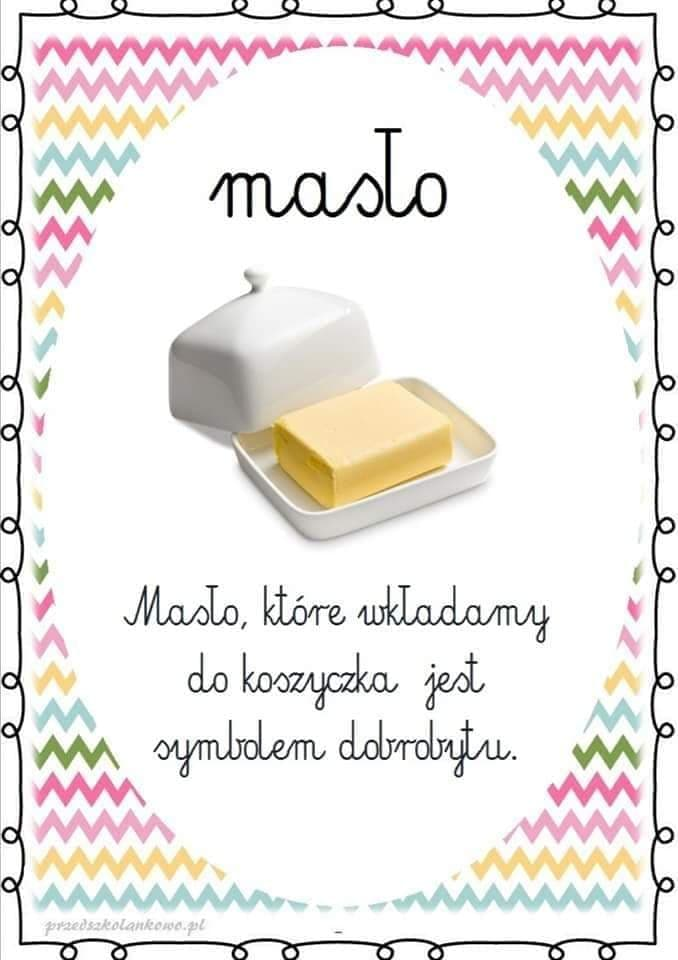 masło
Masło, które wkładamy
do koszyczka jest
symbolem dobrobytu.
przedszkolankowo.pl